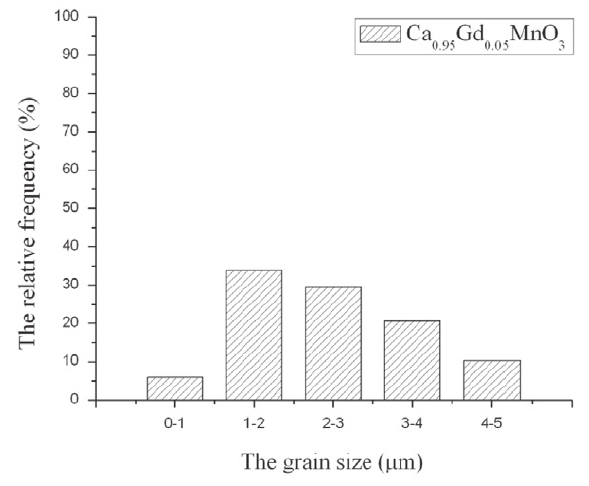 100
90
80
70
60
50
40
30
20
10
0
The relative frequency (%)
Ca0.95Gd0.05MnO3
0-1 1-2 2-3 3-4 4-5
The grain size (μm)